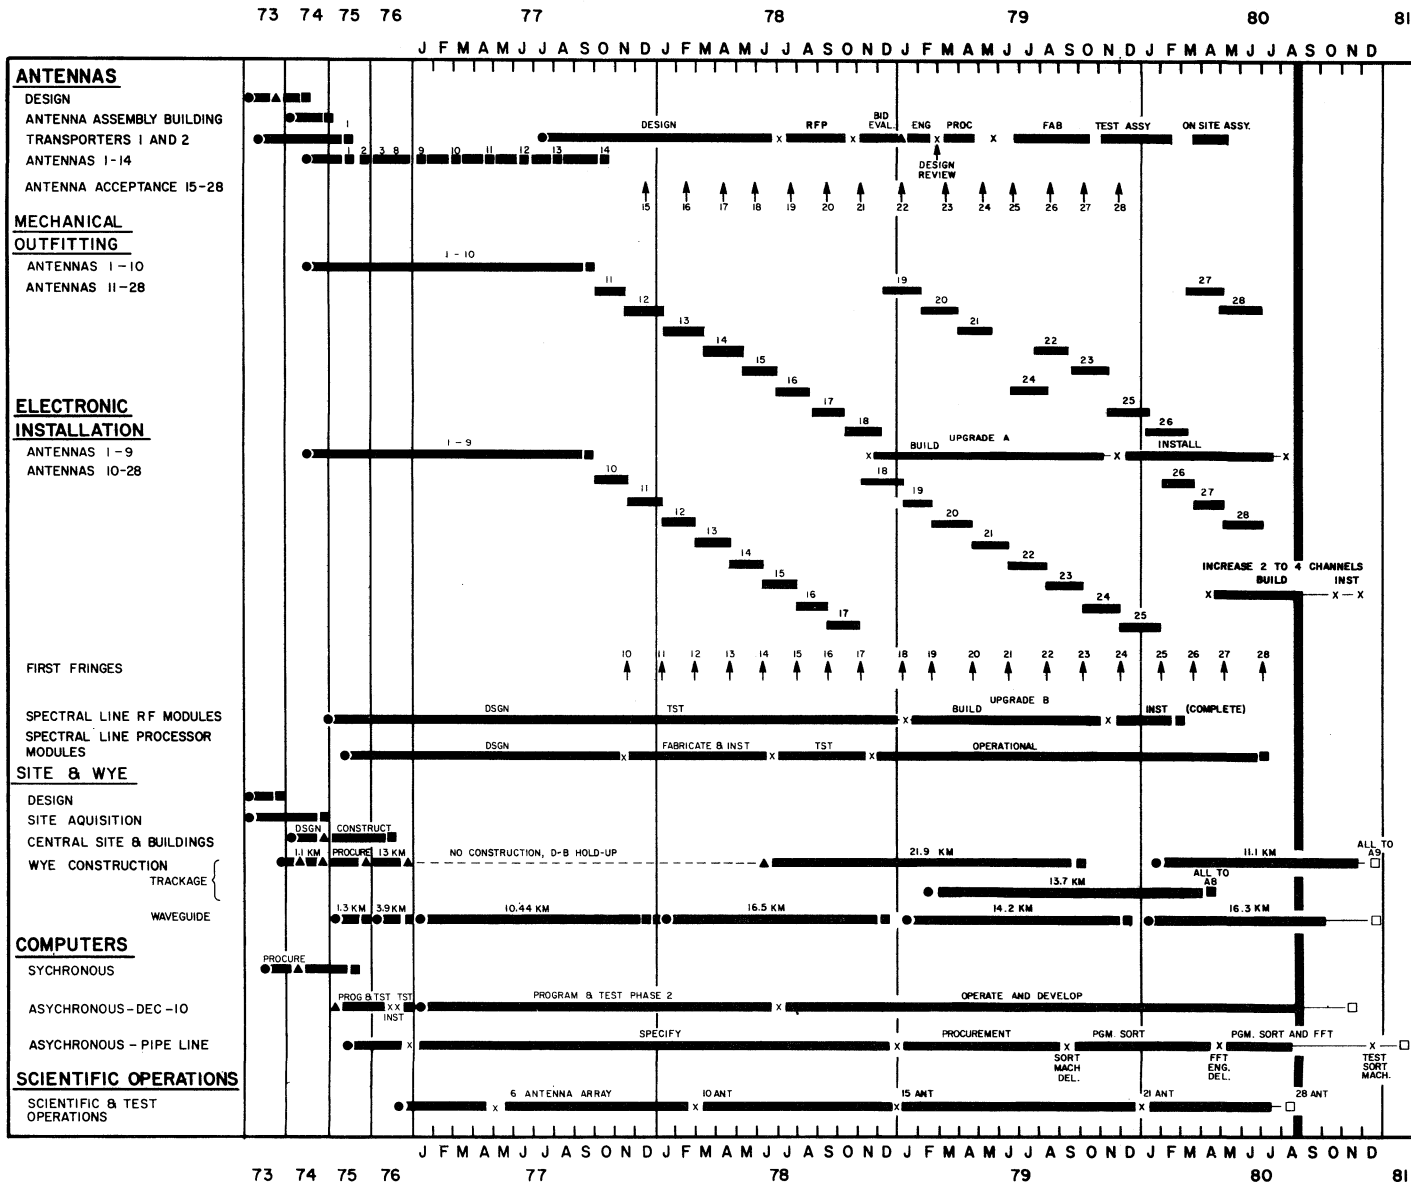 73 74 75 76 77 78 79 80 81
J F M A M J J A S O N D J F M A M J J A S O N D J F M A M J J A S O N D J F M A M J J A S O N D
ANTENNAS
DESIGN
ANTENNA ASSEMBLY BUILDING
TRANSPORTERS 1 AND 2
1
DESIGN RFP BID EVAL. ENG PROC FAB TEST ASSY ON SITE ASSY.
ANTENNAS 1-14
1 2 3 8 9 10 11 12 13 14
DESIGN
REVIEW
ANTENNA ACCEPTANCE 15-28
15 16 17 18 19 20 21 22 23 24 25 26 27 28
MECHANICAL
OUTFITTING
ANTENNAS 1-10
1-10
ANTENNAS 11-28
11 19 27
12 20 28
13 21
14 22
15 23
16 24
17 25
18 26
ELECTRONIC
INSTALLATION
ANTENNAS 1-9
1-9
BUILD UPGRADE A INSTALL
ANTENNAS 10-28
10 18 26
11 19 27
12 20 28
13 21
14 22
15 23
16 24
17 25
INCREASE 2 TO 4 CHANNELS
BUILD INST
X X X
FIRST FRINGES
10 11 12 13 14 15 16 17 18 19 20 21 22 23 24 25 26 27 28
SPECTRAL LINE RF MODULES
DSGN TST BUILD UPGRADE B INST (COMPLETE)
SPECTRAL LINE PROCESSOR
MODULES
DSGN FABRICATE & INST TST OPERATIONAL
SITE & WYE
DESIGN
SITE AQUISITION
CENTRAL SITE & BUILDINGS
DSGN CONSTRUCT
WYE CONSTRUCTION
1.1 KM PROCURE 13 KM NO CONSTRUCTION, D-B HOLD-UP 21.9 KM 11.1 KM ALL TO A9
TRACKAGE
13.7 KM ALL TO A8
WAVEGUIDE
1.3 KM 3.9KM 10.44 KM 16.5 KM 14.2 KM 16.3 KM
COMPUTERS
SYCHRONOUS
PROCURE
ASYCHRONOUS-DEC-10
PROG & TST TST PROGRAM & TEST PHASE 2 OPERATE AND DEVELOP
XX
INST
ASYCHRONOUS-PIPE LINE
SPECIFY PROCUREMENT PGM. SORT PGM. SORT AND FFT
SORT MACH DEL. FFT ENG. DEL. TEST SORT MACH.
SCIENTIFIC OPERATIONS
SCIENTIFIC & TEST
OPERATIONS
6 ANTENNA ARRAY 10 ANT 15 ANT 21 ANT 28 ANT
J F M A M J J A S O N D J F M A M J J A S O N D J F M A M J J A S O N D J F M A M J J A S O N D
73 74 75 76 77 78 79 80 81